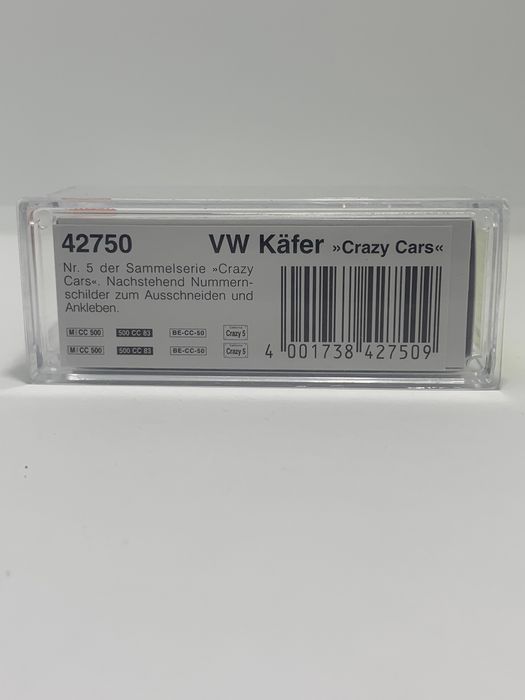 42750 VW Käfer »Crazy Cars«
Nr. 5 der Sammelserie »Crazy
Cars«. Nachstehend Nummern-
schilder zum Ausschneiden und
Ankleben.
M CC 500 500 CC 83 BE-CC-50 Crazy 5
M CC 500 500 CC 83 BE-CC-50 Crazy 5
4 001738 427509